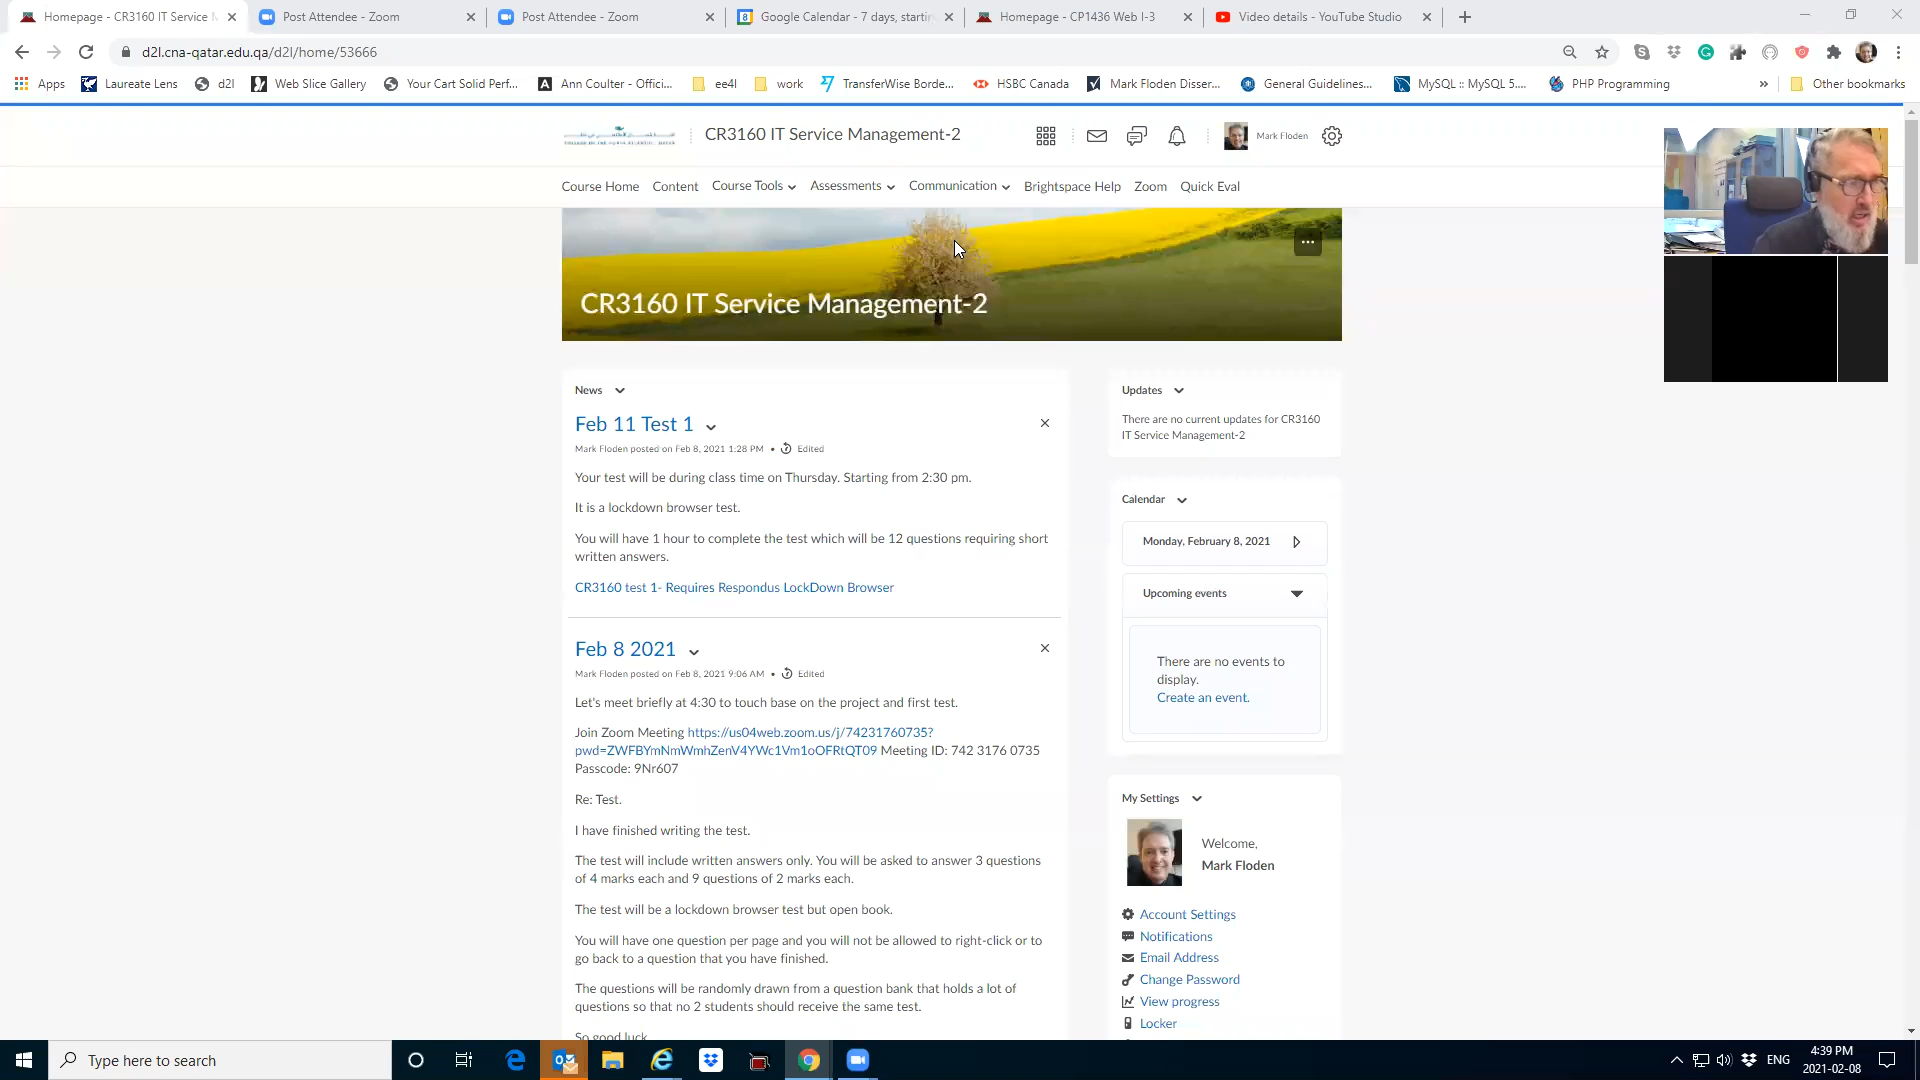 Homepage - CR3160 IT Service M
Post Attendee - Zoom
Post Attendee - Zoom
Google Calendar - 7 days, startin
Homepage - CP1436 Web I-3
Video details - YouTube Studio
d2l.cna-qatar.edu.qa/d2l/home/53666
Apps
Laureate Lens
d2l
Web Slice Gallery
Your Cart Solid Perf...
Ann Coulter - Offici...
ee4l
work
TransferWise Borde...
HSBC Canada
Mark Floden Disser...
General Guidelines...
MySQL :: MySQL 5....
PHP Programming
»
Other bookmarks
CR3160 IT Service Management-2
Mark Floden
Course Home
Content
Course Tools
Assessments
Communication
Brightspace Help
Zoom
Quick Eval
CR3160 IT Service Management-2
News
Feb 11 Test 1
Mark Floden posted on Feb 8, 2021 1:28 PM • Edited
Your test will be during class time on Thursday. Starting from 2:30 pm.
It is a lockdown browser test.
You will have 1 hour to complete the test which will be 12 questions requiring short
written answers.
CR3160 test 1- Requires Respondus LockDown Browser
Feb 8 2021
Mark Floden posted on Feb 8, 2021 9:06 AM • Edited
Let's meet briefly at 4:30 to touch base on the project and first test.
Join Zoom Meeting https://us04web.zoom.us/j/74231760735?
pwd=ZWFBYmNmWmhZenV4YWc1Vm1oOFRtQT09 Meeting ID: 742 3176 0735
Passcode: 9Nr607
Re: Test.
I have finished writing the test.
The test will include written answers only. You will be asked to answer 3 questions
of 4 marks each and 9 questions of 2 marks each.
The test will be a lockdown browser test but open book.
You will have one question per page and you will not be allowed to right-click or to
go back to a question that you have finished.
The questions will be randomly drawn from a question bank that holds a lot of
questions so that no 2 students should receive the same test.
So good luck
Updates
There are no current updates for CR3160
IT Service Management-2
Calendar
Monday, February 8, 2021
Upcoming events
There are no events to
display.
Create an event.
My Settings
Welcome,
Mark Floden
Account Settings
Notifications
Email Address
Change Password
View progress
Locker
Type here to search
ENG
4:39 PM
2021-02-08